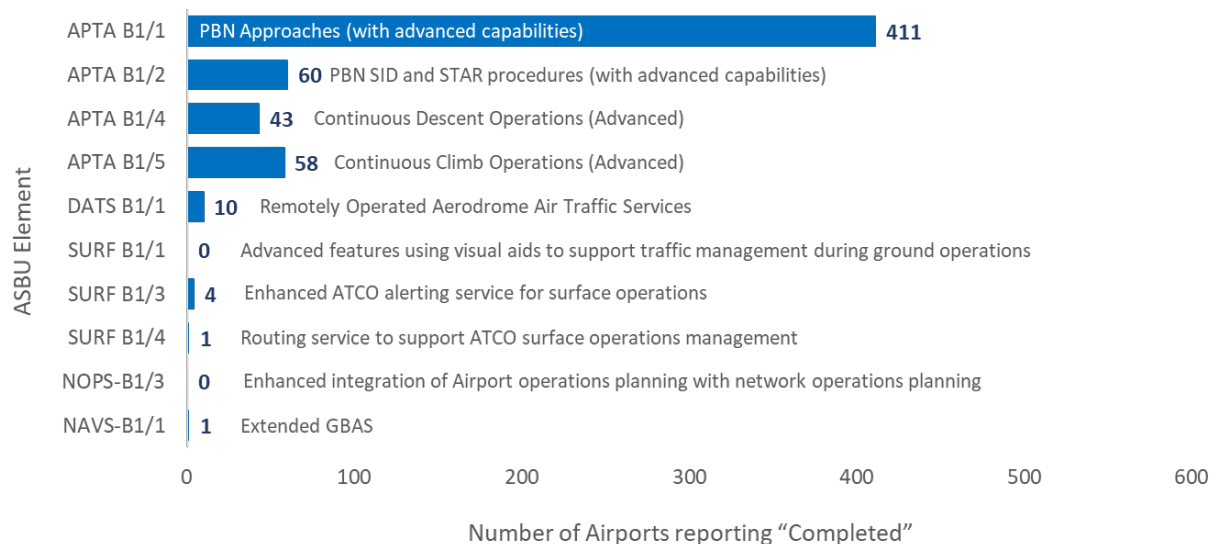 APTA B1/1 PBN Approaches (with advanced capabilities) 411
APTA B1/2 60 PBN SID and STAR procedures (with advanced capabilities)
APTA B1/4 43 Continuous Descent Operations (Advanced)
APTA B1/5 58 Continuous Climb Operations (Advanced)
DATS B1/1 10 Remotely Operated Aerodrome Air Traffic Services
SURF B1/1 0 Advanced features using visual aids to support traffic management during ground operations
SURF B1/3 4 Enhanced ATCO alerting service for surface operations
SURF B1/4 1 Routing service to support ATCO surface operations management
NOPS-B1/3 0 Enhanced integration of Airport operations planning with network operations planning
NAVS-B1/1 1 Extended GBAS
ASBU Element
0 100 200 300 400 500 600
Number of Airports reporting “Completed”